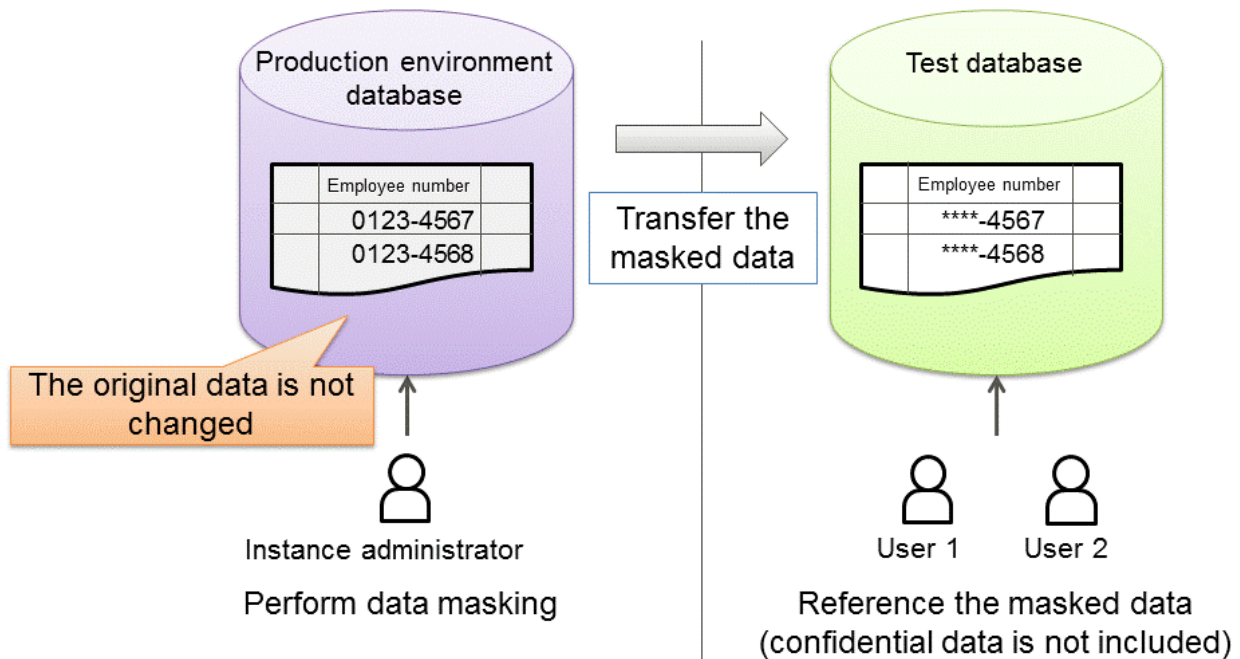 Production environment
database
Employee number
0123-4567
0123-4568
The original data is not
changed
Instance administrator
Perform data masking
Transfer the
masked data
Test database
Employee number
****-4567
****-4568
User 1
User 2
Reference the masked data
(confidential data is not included)